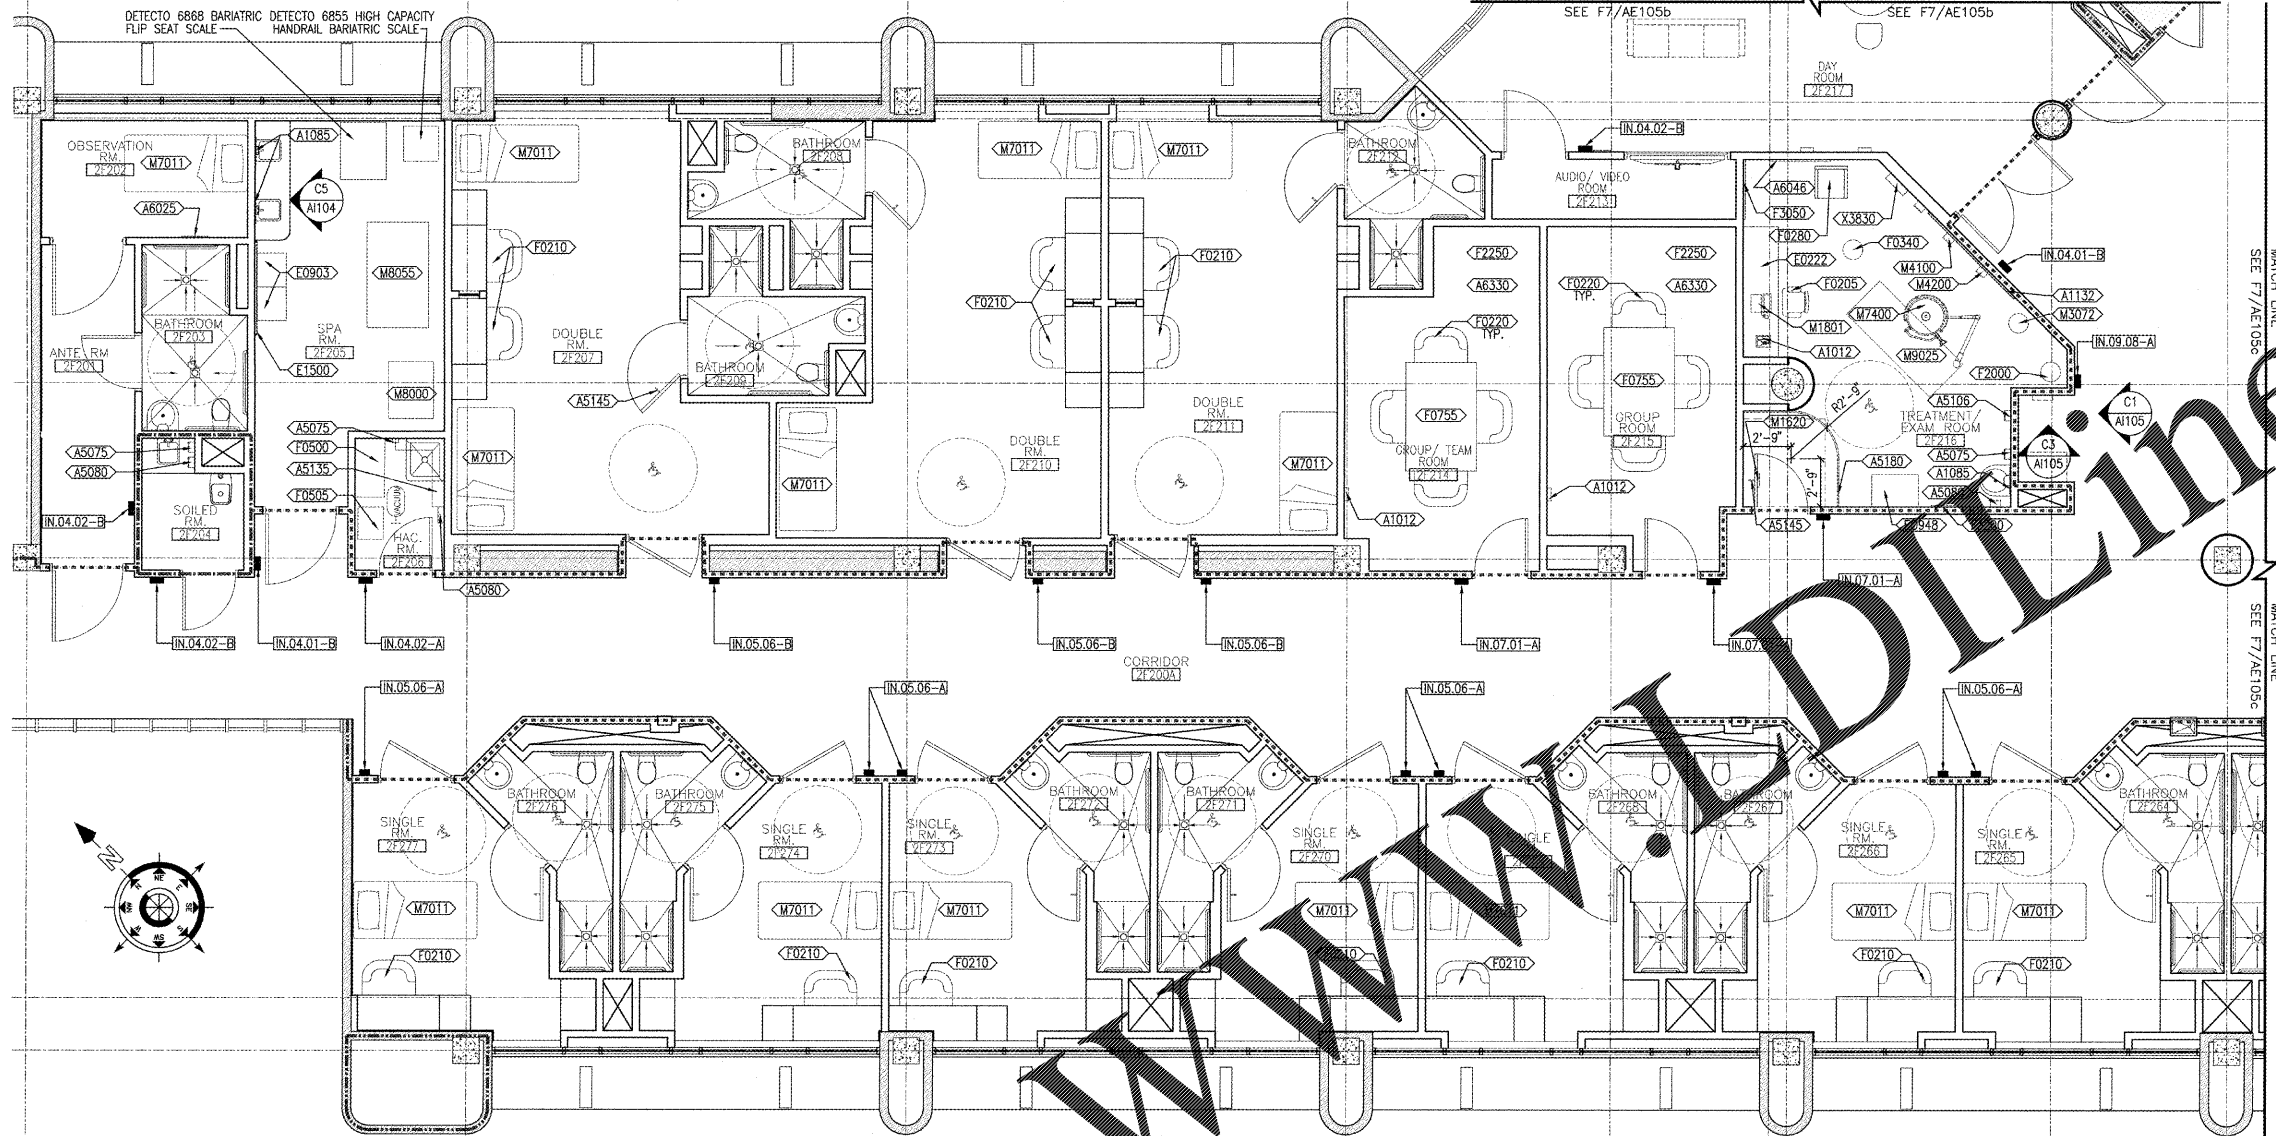 DETECTO 6868 BARIATRIC
FLIP SEAT SCALE
DETECTO 6855 HIGH CAPACITY
HANDRAIL BARIATRIC SCALE
SEE F7/AE105b
SEE F7/AE105b
DAY
ROOM
2F217
OBSERVATION
RM.
2F202
M7011
A1085
C5
AI104
A6025
E0903
M8055
BATHROOM
2F203
SPA
RM.
2F205
ANTE RM
2F201
E1500
M8000
A5075
F0500
A5135
F0505
A5075
A5080
VACUUM
SOILED
RM.
2F204
HAC.
RM.
2F206
A5080
IN.04.02-B
IN.04.02-B
IN.04.01-B
IN.04.02-A
M7011
F0210
DOUBLE
RM.
2F207
A5145
M7011
BATHROOM
2F208
BATHROOM
2F209
M7011
M7011
F0210
F0210
DOUBLE
RM.
2F210
M7011
DOUBLE
RM.
2F211
M7011
BATHROOM
2F212
IN.04.02-B
AUDIO/ VIDEO
ROOM
2F213
F2250
A6330
F0220
TYP.
F0755
GROUP/ TEAM
ROOM
2F214
A1012
F0220
TYP.
F2250
A6330
F0755
GROUP
ROOM
2F215
A1012
A6046
F3050
F0280
X3830
F0340
E0222
M4100
M4200
F0205
IN.04.01-B
A1132
M3072
M7400
M1801
A1012
M9025
F2000
IN.09.08-A
R2'-9"
M1620
2'-9"
2'-9"
TREATMENT/
EXAM ROOM
2F216
A5106
A5075
A1085
A5180
A5145
C1
AI105
C3
AI105
IN.07.01-A
MATCH LINE
SEE F7/AE105c
MATCH LINE
SEE F7/AE105c
IN.05.06-B
IN.05.06-B
IN.05.06-B
IN.07.01-A
CORRIDOR
2F200A
IN.05.06-A
IN.05.06-A
IN.05.06-A
IN.05.06-A
SINGLE
RM.
2F277
BATHROOM
2F276
BATHROOM
2F275
SINGLE
RM.
2F274
SINGLE
RM.
2F273
BATHROOM
2F272
BATHROOM
2F271
SINGLE
RM.
2F270
BATHROOM
2F268
BATHROOM
2F267
SINGLE
RM.
2F266
SINGLE
RM.
2F265
BATHROOM
2F264
M7011
M7011
M7011
M7011
M7011
M7011
F0210
F0210
F0210
F0210
F0210
F0210
N
NE
E
SE
S
SW
W
NW
N